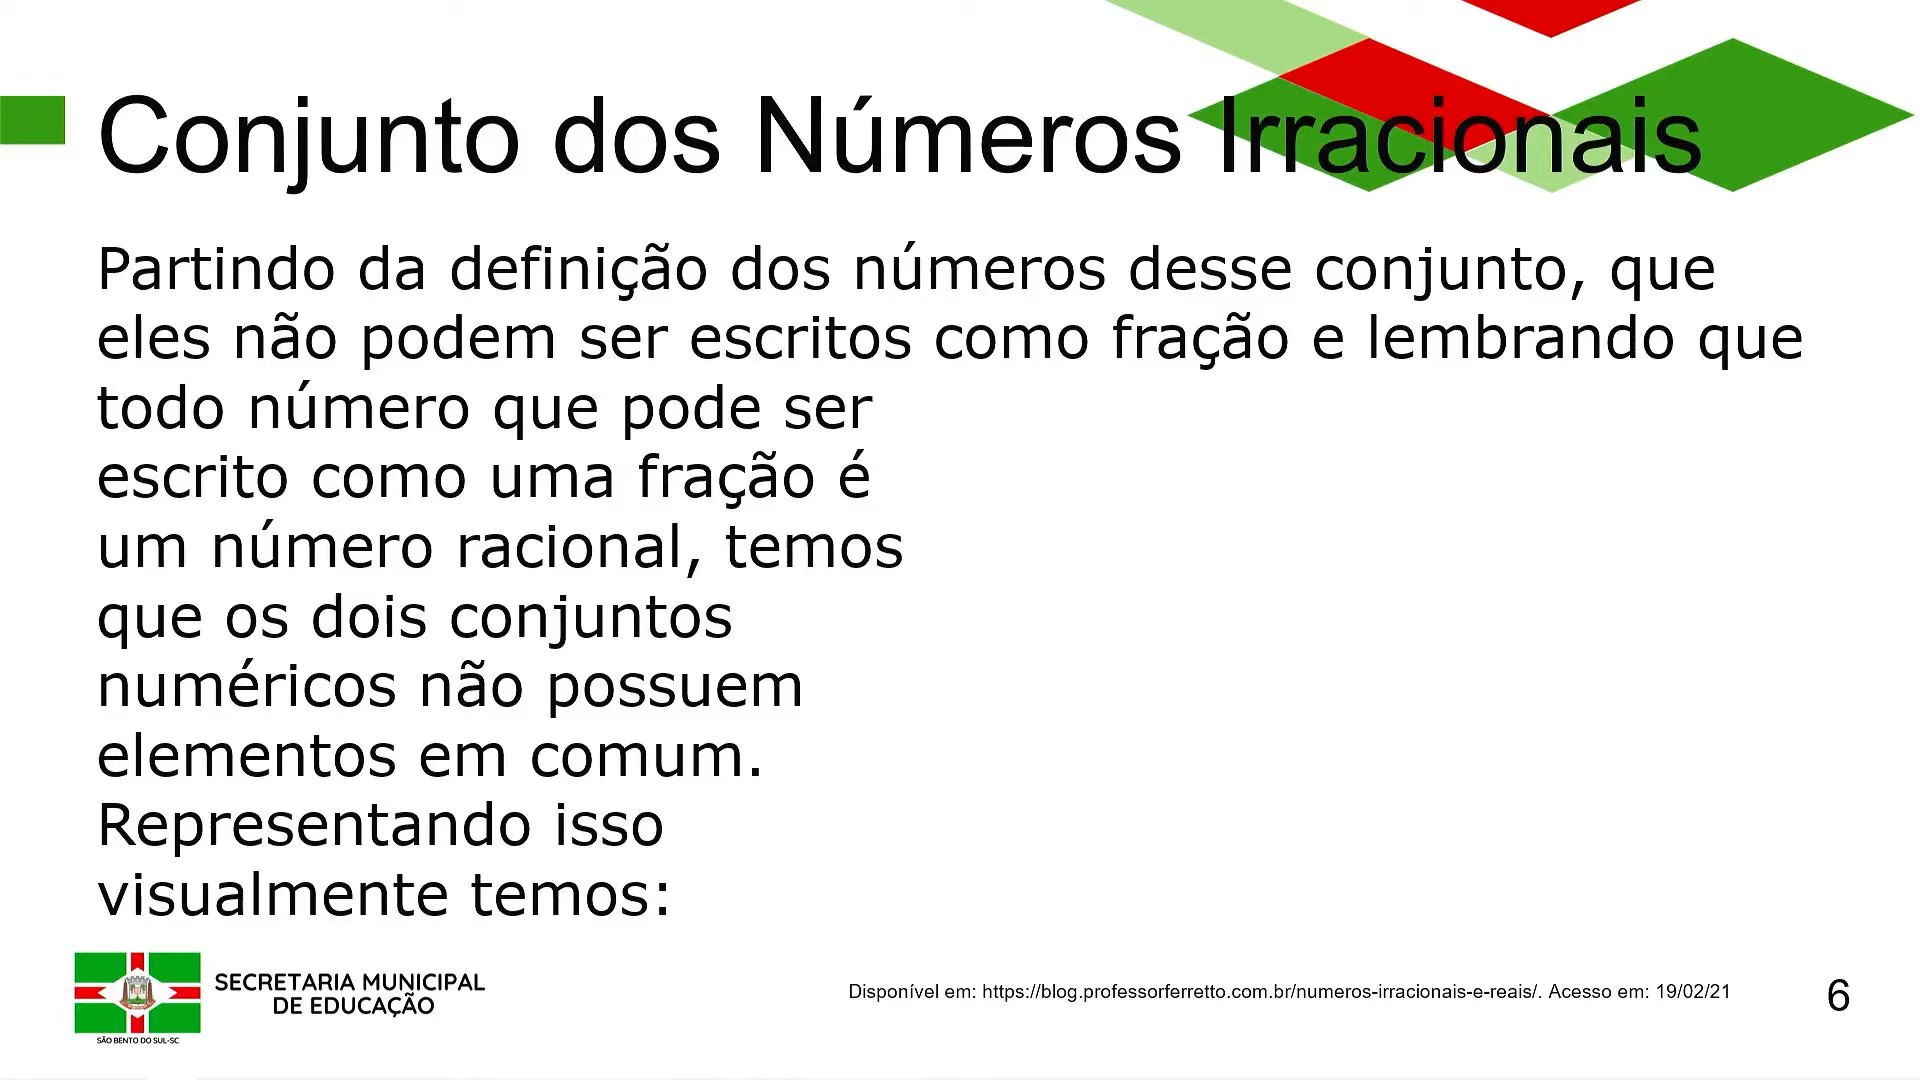 Conjunto dos Números Irracionais
Partindo da definição dos números desse conjunto, que
eles não podem ser escritos como fração e lembrando que
todo número que pode ser
escrito como uma fração é
um número racional, temos
que os dois conjuntos
numéricos não possuem
elementos em comum.
Representando isso
visualmente temos:
SECRETARIA MUNICIPAL
DE EDUCAÇÃO
SÃO BENTO DO SUL-SC
Disponível em: https://blog.professorferretto.com.br/numeros-irracionais-e-reais/. Acesso em: 19/02/21
6